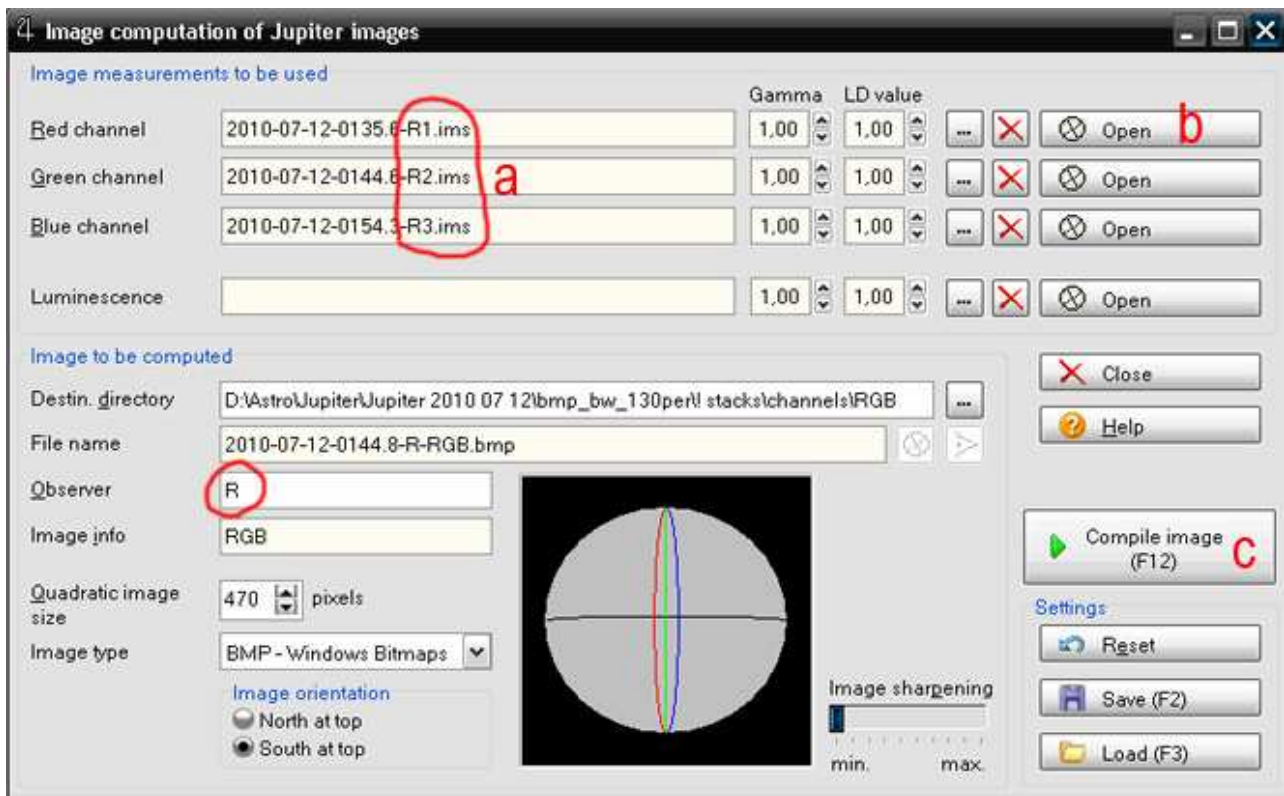 Image computation of Jupiter images
Image measurements to be used
Gamma LD value
Red channel 2010-07-12-0135.6-R1.ims 1,00 1,00 ... Open b
Green channel 2010-07-12-0144.6-R2.ims a 1,00 1,00 ... Open
Blue channel 2010-07-12-0154.3-R3.ims 1,00 1,00 ... Open
Luminescence 1,00 1,00 ... Open
Image to be computed
Destin. directory D:\Astro\Jupiter\Jupiter 2010 07 12\bmp_bw_130per\! stacks\channels\RGB ...
Close
File name 2010-07-12-0144.8-R-RGB.bmp
Help
Observer R
Image info RGB
Compile image
(F12) c
Quadratic image
size 470 pixels
Settings
Reset
Image type BMP - Windows Bitmaps
Image orientation
North at top
South at top
Image sharpening
min. max.
Save (F2)
Load (F3)